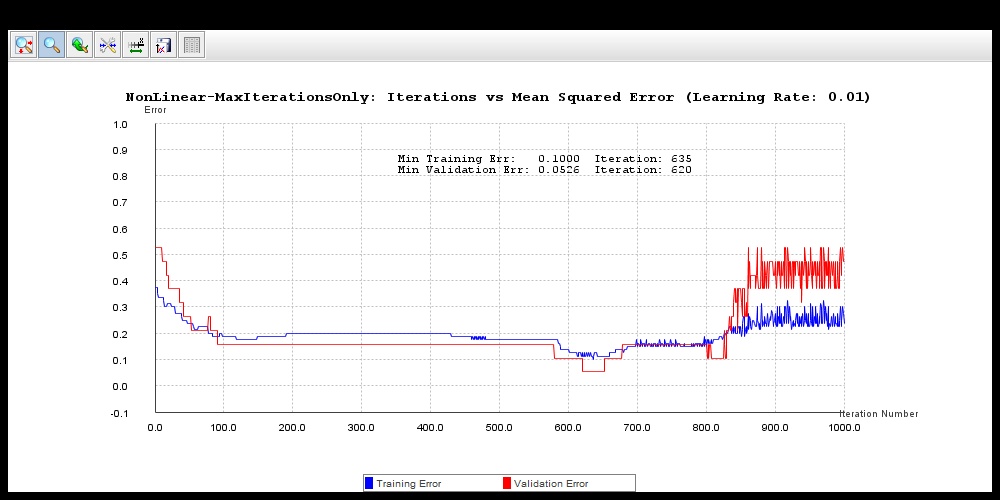 NonLinear-MaxIterationsOnly: Iterations vs Mean Squared Error (Learning Rate: 0.01)
Error
1.0
0.9
Min Training Err: 0.1000 Iteration: 635
Min Validation Err: 0.0526 Iteration: 620
0.8
0.7
0.6
0.5
0.4
0.3
0.2
0.1
0.0
-0.1
Iteration Number
0.0 100.0 200.0 300.0 400.0 500.0 600.0 700.0 800.0 900.0 1000.0
Training Error Validation Error